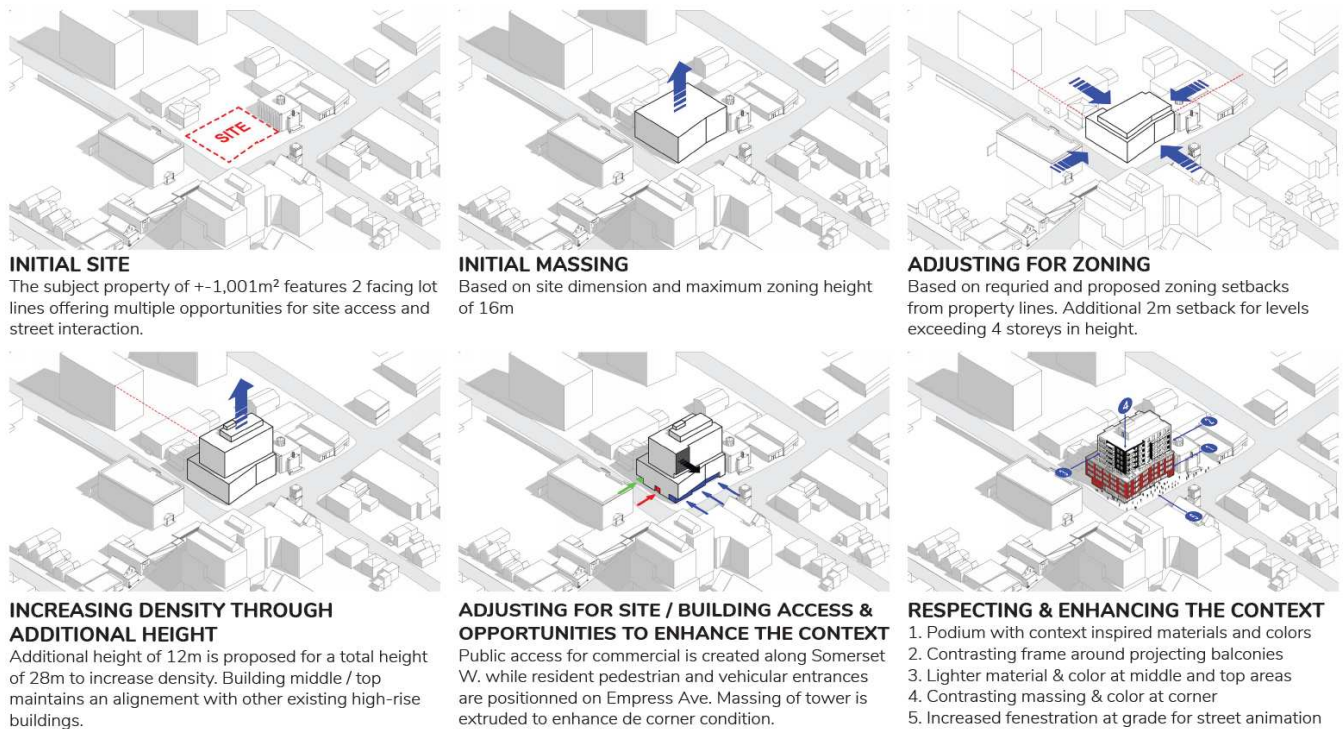 SITE
INITIAL SITE
The subject property of +-1,001m² features 2 facing lot
lines offering multiple opportunities for site access and
street interaction.
INITIAL MASSING
Based on site dimension and maximum zoning height
of 16m
ADJUSTING FOR ZONING
Based on requried and proposed zoning setbacks
from property lines. Additional 2m setback for levels
exceeding 4 storeys in height.
INCREASING DENSITY THROUGH
ADDITIONAL HEIGHT
Additional height of 12m is proposed for a total height
of 28m to increase density. Building middle / top
maintains an alignement with other existing high-rise
buildings.
ADJUSTING FOR SITE / BUILDING ACCESS &
OPPORTUNITIES TO ENHANCE THE CONTEXT
Public access for commercial is created along Somerset
W. while resident pedestrian and vehicular entrances
are positionned on Empress Ave. Massing of tower is
extruded to enhance de corner condition.
4
2
1
3
5
RESPECTING & ENHANCING THE CONTEXT
1. Podium with context inspired materials and colors
2. Contrasting frame around projecting balconies
3. Lighter material & color at middle and top areas
4. Contrasting massing & color at corner
5. Increased fenestration at grade for street animation